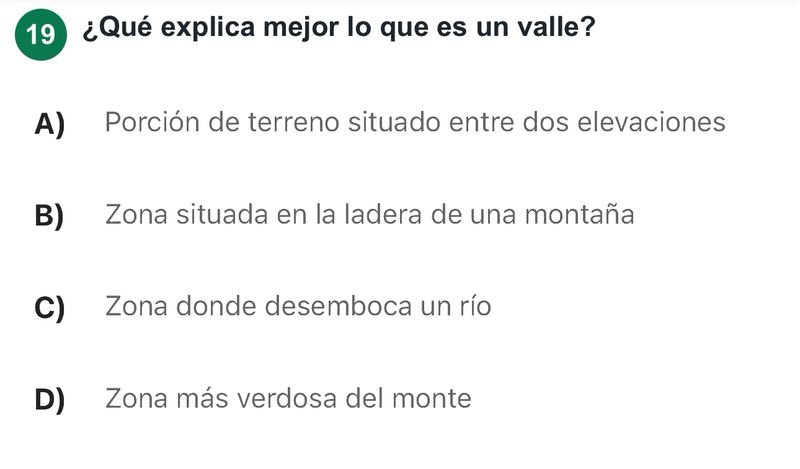 19 ¿Qué explica mejor lo que es un valle?
A) Porción de terreno situado entre dos elevaciones
B) Zona situada en la ladera de una montaña
C) Zona donde desemboca un río
D) Zona más verdosa del monte